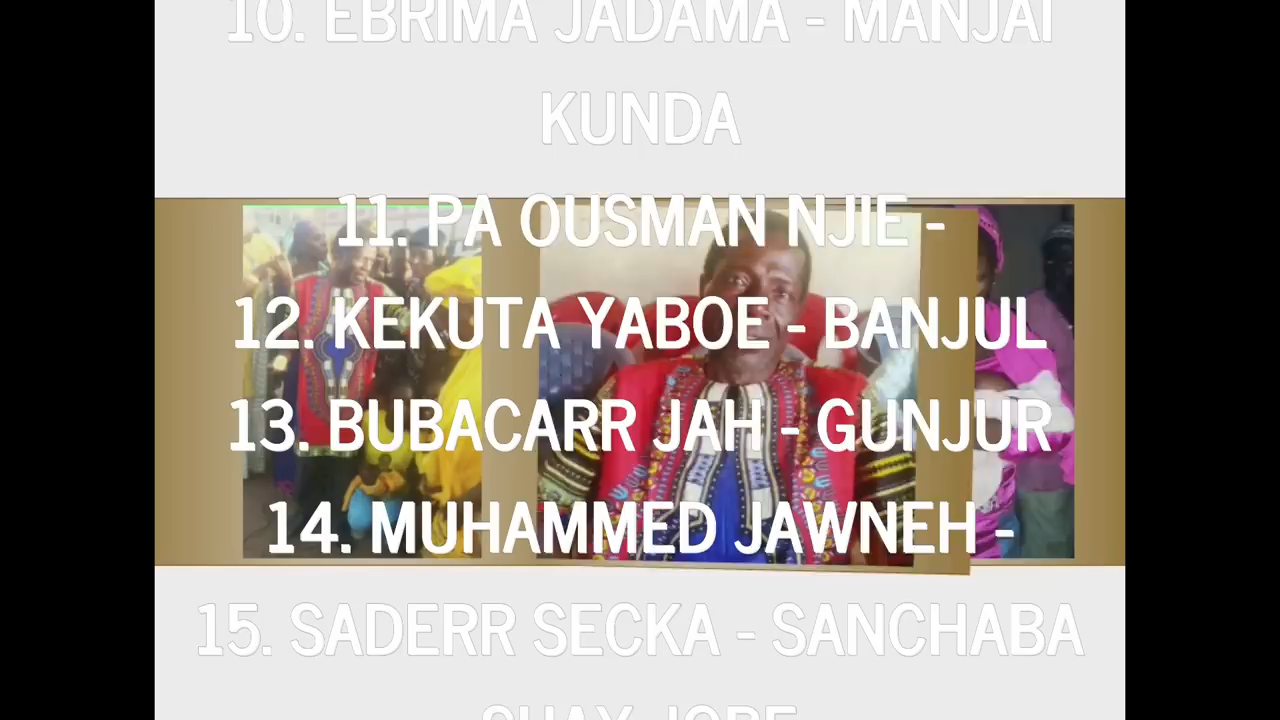 10. EBRIMA JADAMA - MANJAI
KUNDA
11. PA OUSMAN NJIE -
12. KEKUTA YABOE - BANJUL
13. BUBACARR JAH - GUNJUR
14. MUHAMMED JAWNEH -
15. SADERR SECKA - SANCHABA